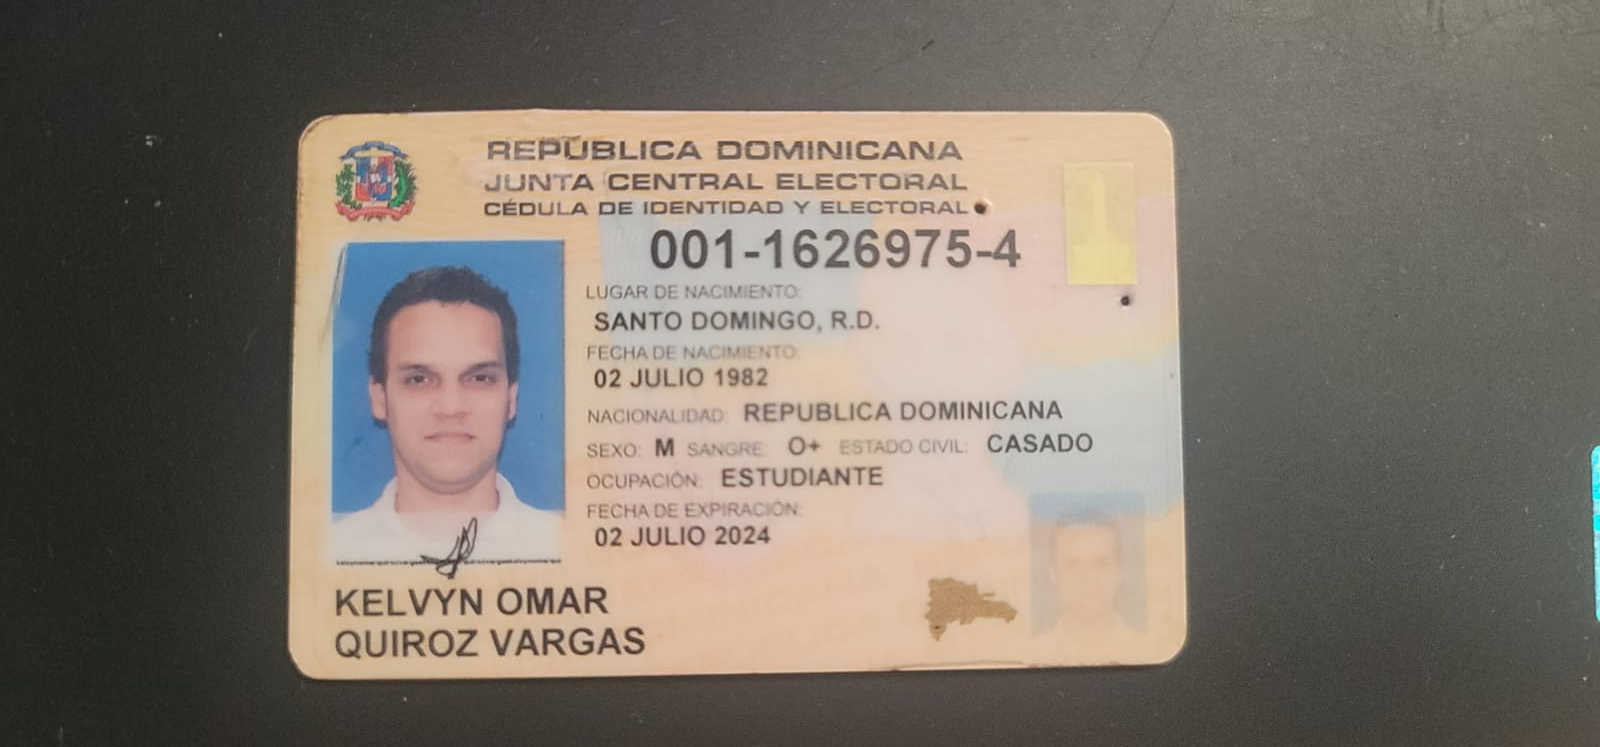 REPÚBLICA DOMINICANA
JUNTA CENTRAL ELECTORAL
CÉDULA DE IDENTIDAD Y ELECTORAL
001-1626975-4
LUGAR DE NACIMIENTO:
SANTO DOMINGO, R.D.
FECHA DE NACIMIENTO:
02 JULIO 1982
NACIONALIDAD: REPUBLICA DOMINICANA
SEXO: M SANGRE: O+ ESTADO CIVIL: CASADO
OCUPACIÓN: ESTUDIANTE
FECHA DE EXPIRACIÓN:
02 JULIO 2024
KELVYN OMAR
QUIROZ VARGAS